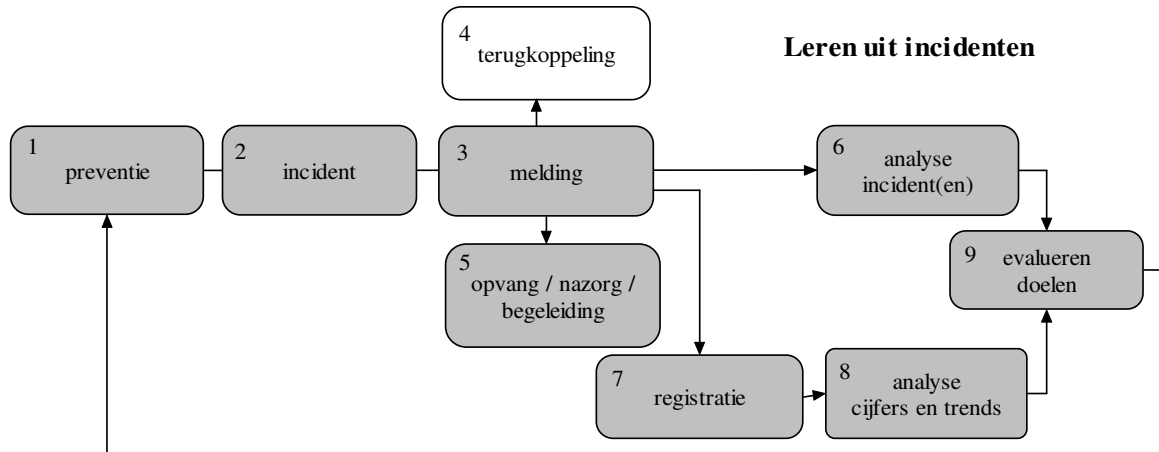 Leren uit incidenten
4
terugkoppeling
1
preventie
2
incident
3
melding
6
analyse
incident(en)
5
opvang / nazorg /
begeleiding
9
evalueren
doelen
7
registratie
8
analyse
cijfers en trends